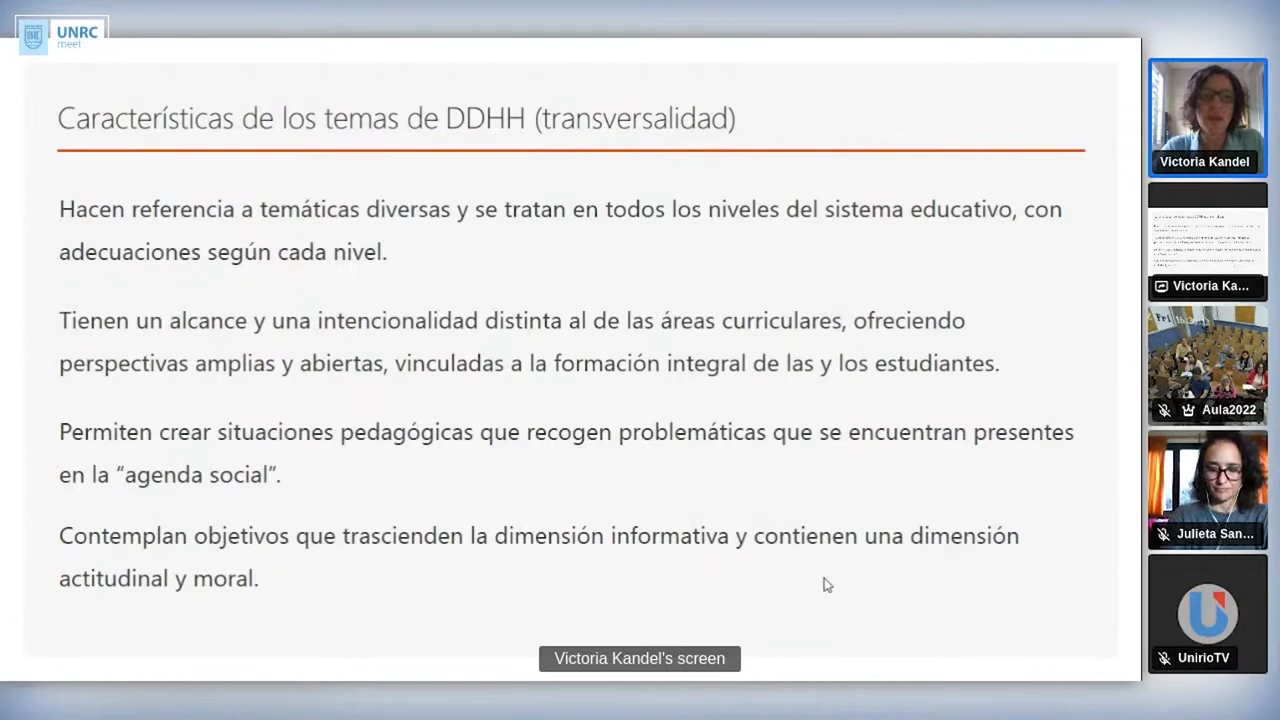 UNRC
meet
Características de los temas de DDHH (transversalidad)
Hacen referencia a temáticas diversas y se tratan en todos los niveles del sistema educativo, con
adecuaciones según cada nivel.
Tienen un alcance y una intencionalidad distinta al de las áreas curriculares, ofreciendo
perspectivas amplias y abiertas, vinculadas a la formación integral de las y los estudiantes.
Permiten crear situaciones pedagógicas que recogen problemáticas que se encuentran presentes
en la “agenda social”.
Contemplan objetivos que trascienden la dimensión informativa y contienen una dimensión
actitudinal y moral.
Victoria Kandel's screen
Victoria Kandel
Victoria Ka...
Fri
Aula2022
Julieta San...
UnirioTV